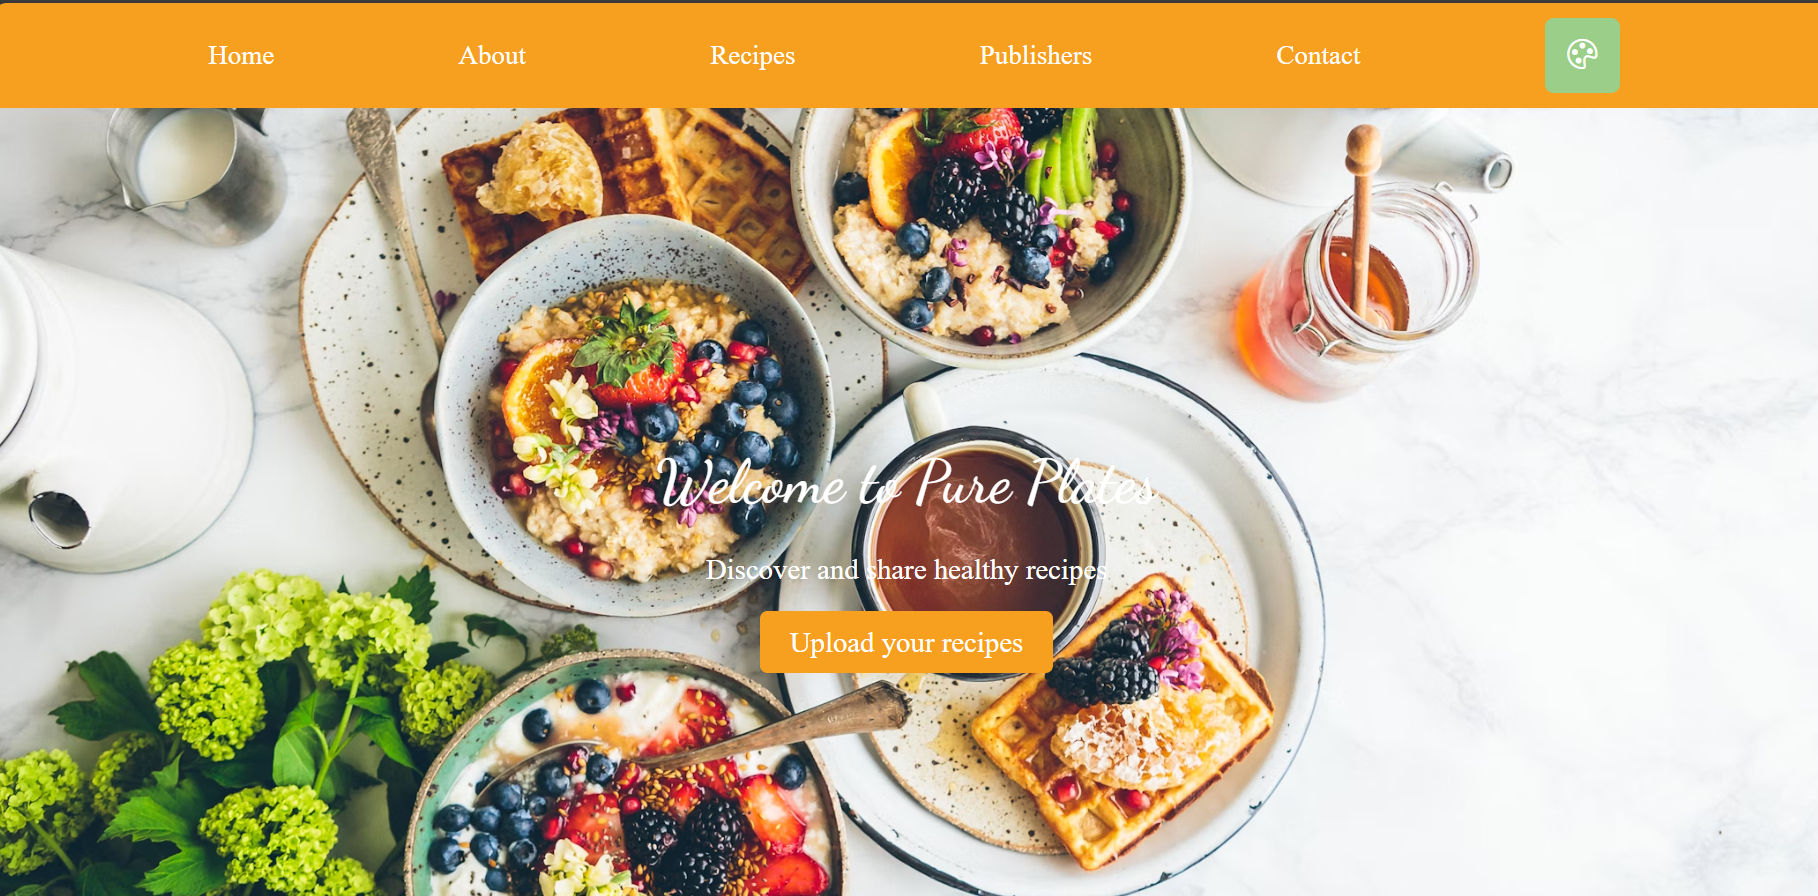 Home
About
Recipes
Publishers
Contact
Welcome to Pure Plates
Discover and share healthy recipes
Upload your recipes